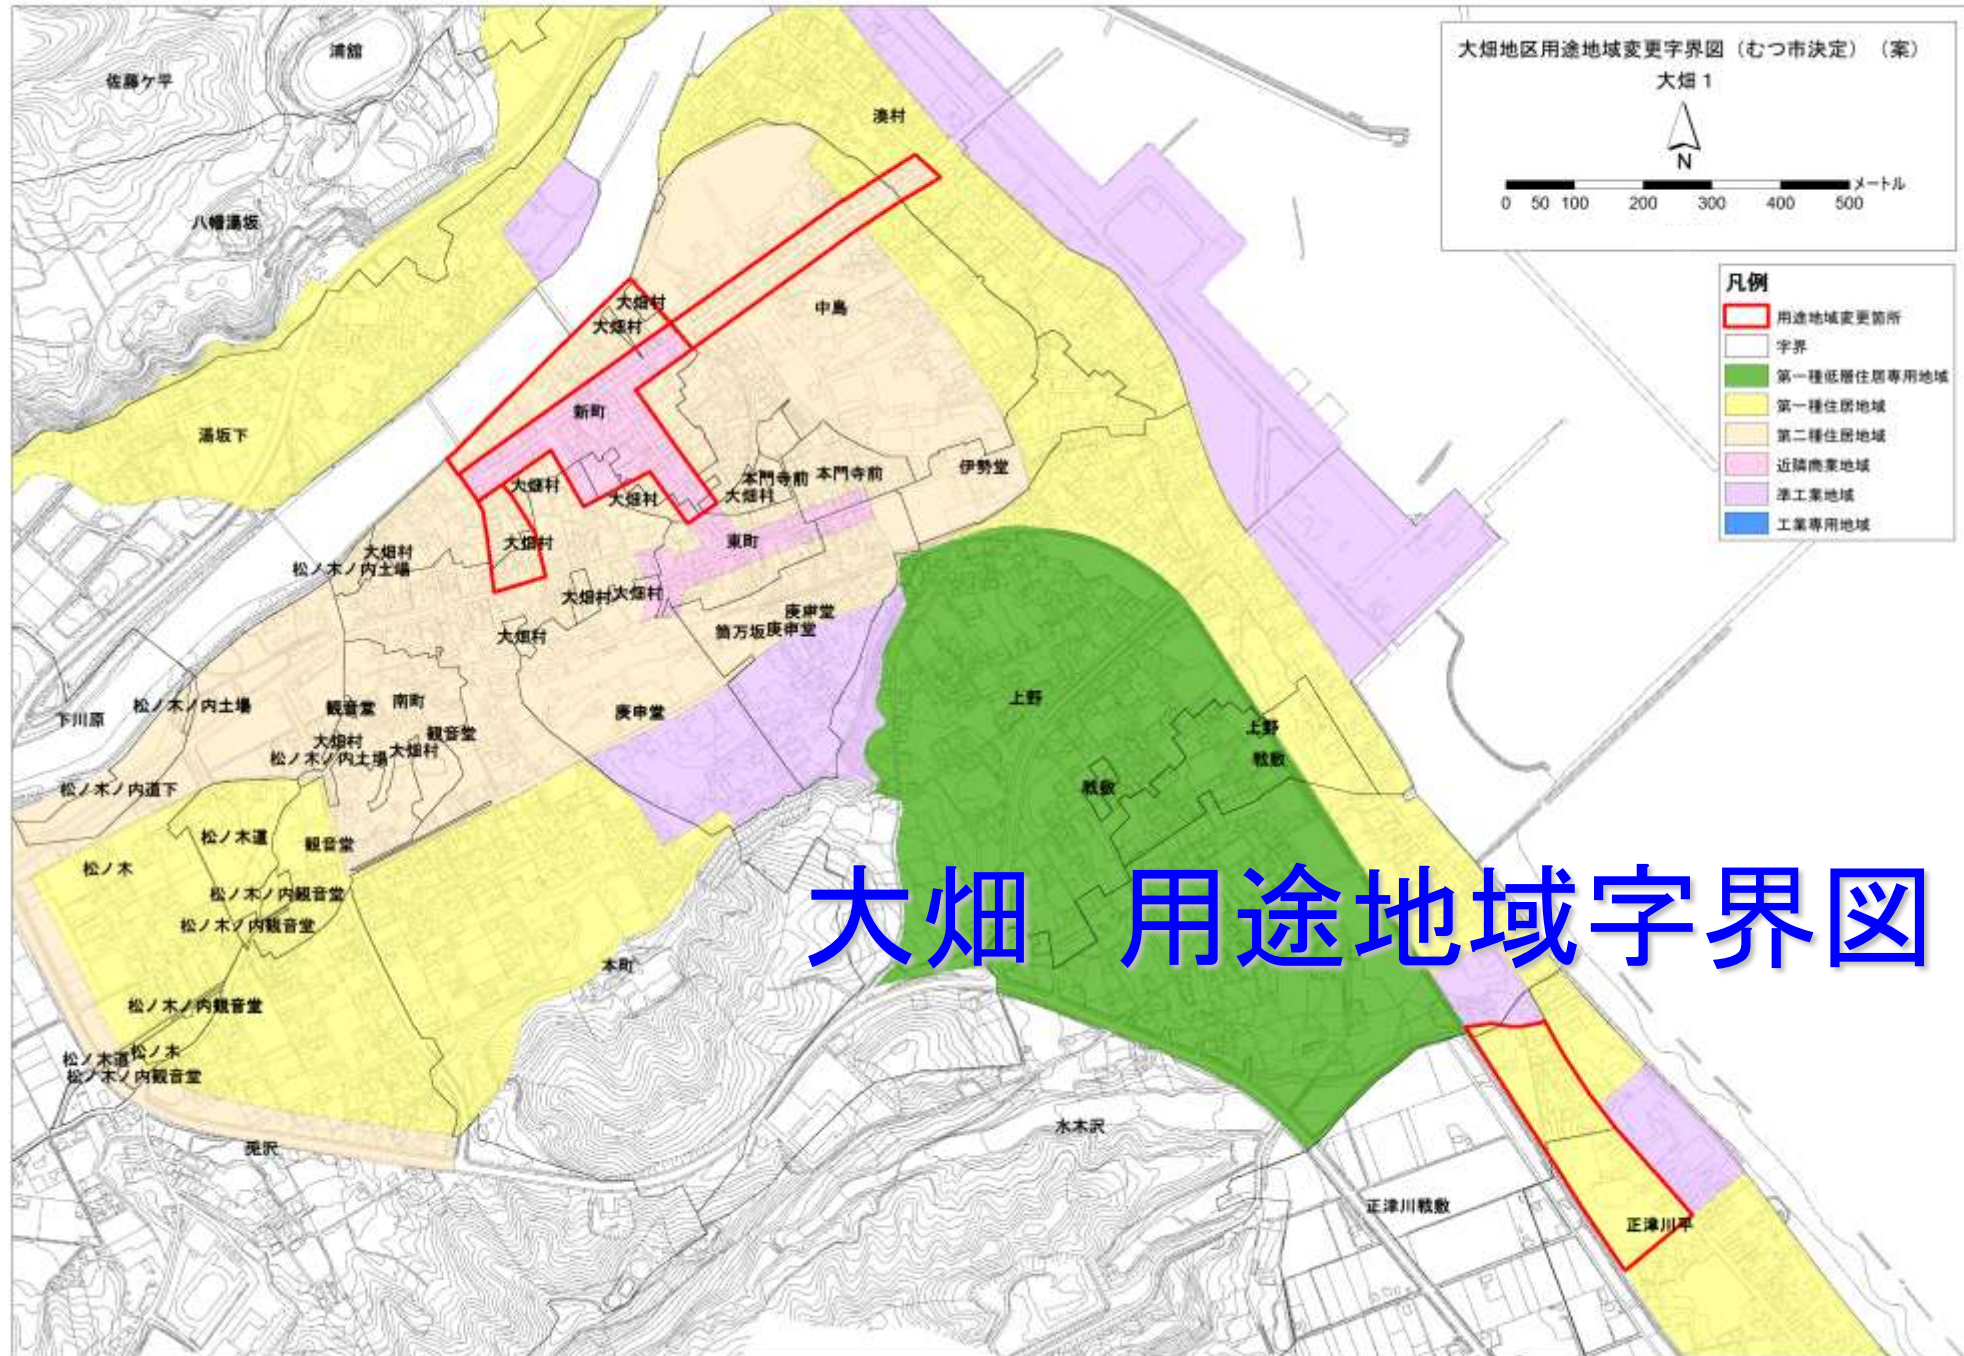 大畑地区用途地域変更字界図（むつ市決定）（案）
大畑１
N
メートル
0 50 100 200 300 400 500
凡例
用途地域変更箇所
字界
第一種低層住居専用地域
第一種住居地域
第二種住居地域
近隣商業地域
準工業地域
工業専用地域
湊舘
佐藤ケ平
湊村
八幡湯坂
大畑村
大畑村
中島
新町
湯坂下
伊勢堂
本門寺前
本門寺前
大畑村
大畑村
大畑村
大畑村
東町
大畑村
松ノ木ノ内土場
大畑村
大畑村
庚申堂
筒万坂
庚申堂
大畑村
上野
松ノ木ノ内土場
観音堂
南町
庚申堂
下川原
観音堂
上野
大畑村
大畑村
松ノ木ノ内土場
戦敷
松ノ木ノ内道下
戦敷
松ノ木道
観音堂
松ノ木
松ノ木ノ内観音堂
松ノ木ノ内観音堂
大畑　用途地域字界図
本町
松ノ木ノ内観音堂
松ノ木道
松ノ木
松ノ木ノ内観音堂
水木沢
兎沢
正津川戦敷
正津川平